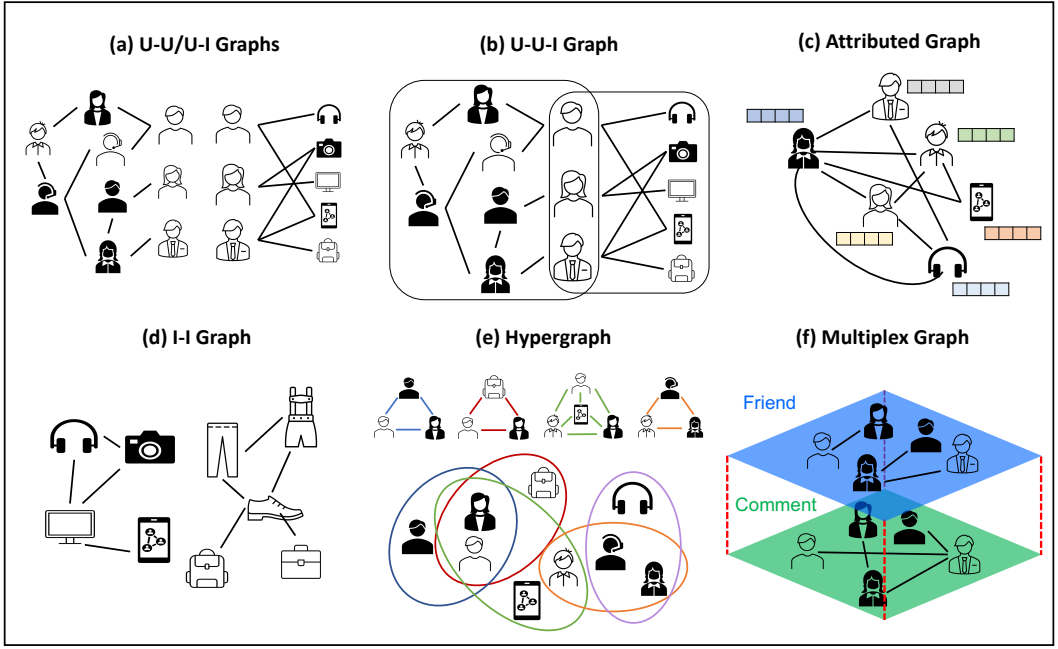 (a) U-U/U-I Graphs
(b) U-U-I Graph
(c) Attributed Graph
(d) I-I Graph
(e) Hypergraph
(f) Multiplex Graph
Friend
Comment